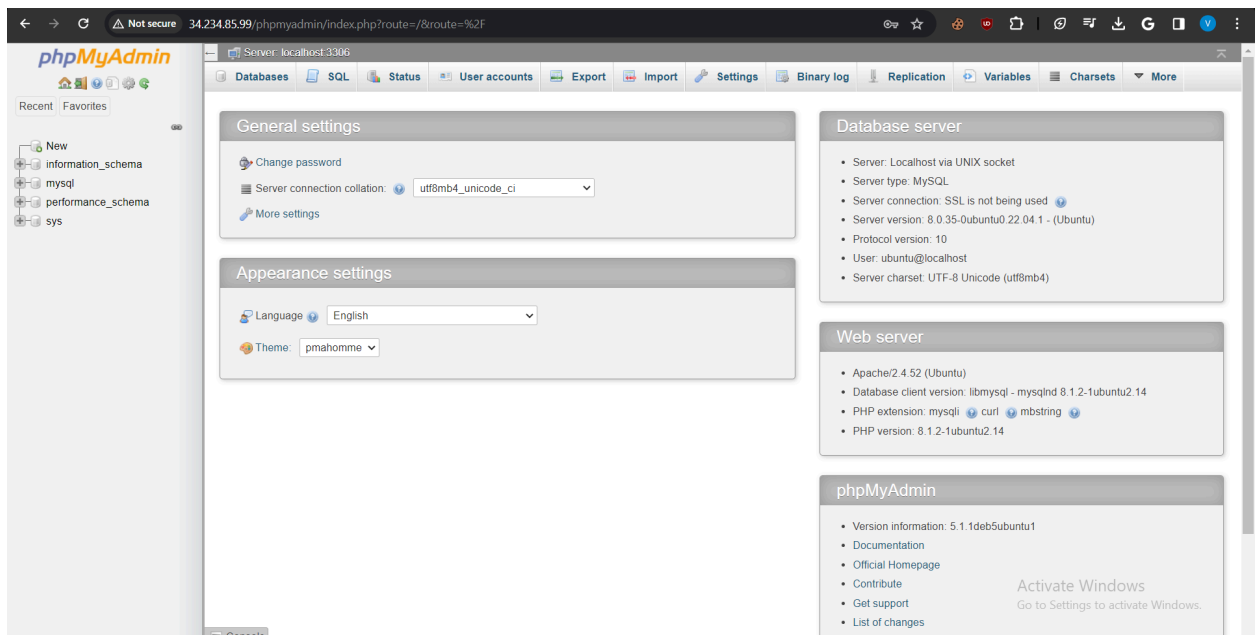 Not secure 34.234.85.99/phpmyadmin/index.php?route=/&route=%2F
phpMyAdmin
Recent Favorites
New
information_schema
mysql
performance_schema
sys
Server: localhost:3306
Databases SQL Status User accounts Export Import Settings Binary log Replication Variables Charsets More
General settings
Change password
Server connection collation: utf8mb4_unicode_ci
More settings
Appearance settings
Language English
Theme: pmahomme
Database server
Server: Localhost via UNIX socket
Server type: MySQL
Server connection: SSL is not being used
Server version: 8.0.35-0ubuntu0.22.04.1 - (Ubuntu)
Protocol version: 10
User: ubuntu@localhost
Server charset: UTF-8 Unicode (utf8mb4)
Web server
Apache/2.4.52 (Ubuntu)
Database client version: libmysql - mysqlnd 8.1.2-1ubuntu2.14
PHP extension: mysqli curl mbstring
PHP version: 8.1.2-1ubuntu2.14
phpMyAdmin
Version information: 5.1.1deb5ubuntu1
Documentation
Official Homepage
Contribute
Get support
List of changes
Activate Windows
Go to Settings to activate Windows.
Console